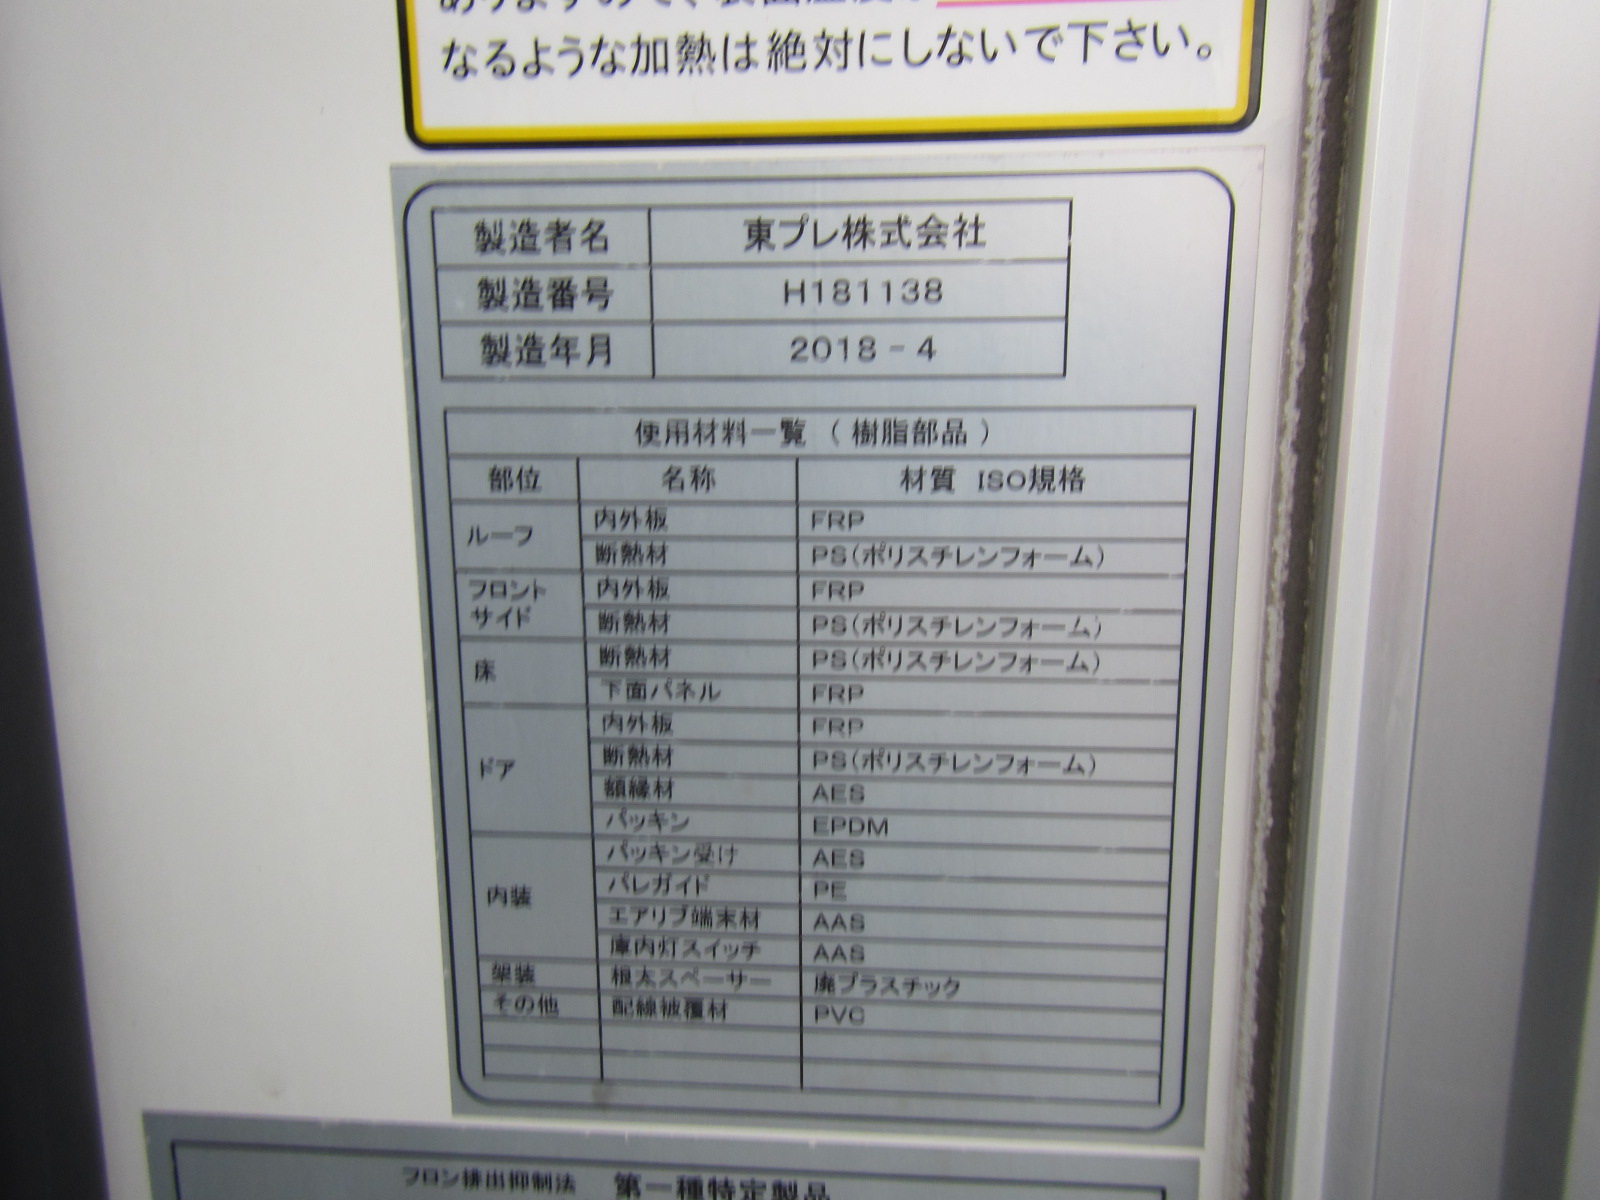 なるような加熱は絶対にしないで下さい。
製造者名 東プレ株式会社
製造番号 H181138
製造年月 2018-4
使用材料一覧(樹脂部品)
部位 名称 材質 ISO規格
ルーフ 内外板 FRP
断熱材 PS(ポリスチレンフォーム)
フロント サイド 内外板 FRP
断熱材 PS(ポリスチレンフォーム)
床 断熱材 PS(ポリスチレンフォーム)
下面パネル FRP
ドア 内外板 FRP
断熱材 PS(ポリスチレンフォーム)
額縁材 AES
パッキン EPDM
内装 パッキン受け AES
パレガイド PE
エアリブ端末材 AAS
庫内灯スイッチ AAS
架装 根太スペーサー 廃プラスチック
その他 配線被覆材 PVC
フロン排出抑制法 第一種特定製品